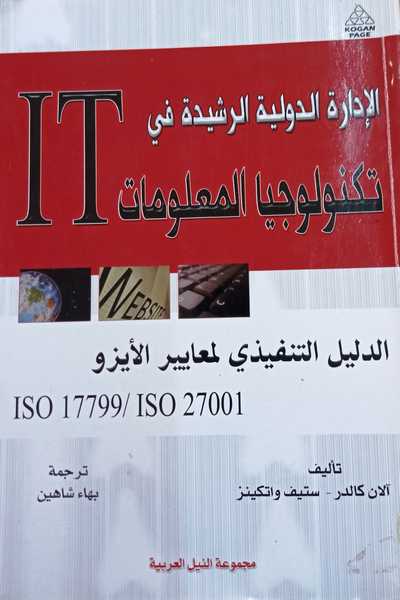 KOGAN
PAGE
الإدارة الدولية الرشيدة في
تكنولوجيا المعلومات IT
WEBSIT
الدليل التنفيذي لمعايير الأيزو
ISO 17799/ ISO 27001
تأليف
آلان كالدر - ستيف واتكينز
ترجمة
بهاء شاهين
مجموعة النيل العربية